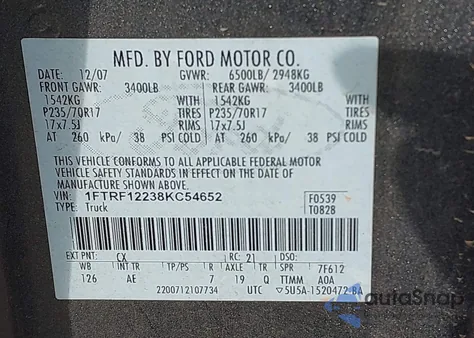 MFD. BY FORD MOTOR CO.
DATE: 12/07 GVWR: 6500LB/ 2948KG
FRONT GAWR: 3400LB REAR GAWR: 3400LB
1542KG WITH 1542KG WITH
P235/70R17 TIRES P235/70R17 TIRES
17x7.5J RIMS 17x7.5J RIMS
AT 260 kPa/ 38 PSI COLD AT 260 kPa/ 38 PSI COLD
THIS VEHICLE CONFORMS TO ALL APPLICABLE FEDERAL MOTOR
VEHICLE SAFETY STANDARDS IN EFFECT ON THE DATE OF
MANUFACTURE SHOWN ABOVE.
VIN: 1FTRF12238KC54652 F0539
TYPE: Truck T0828
EXT PNT: CX RC: 21 DSO:
WB INT TR TP/PS R AXLE TR SPR 7F612
126 AE 7 19 Q TTMM A0A
2200712107734 UTC 5U5A-1520472 BA
autoSnap